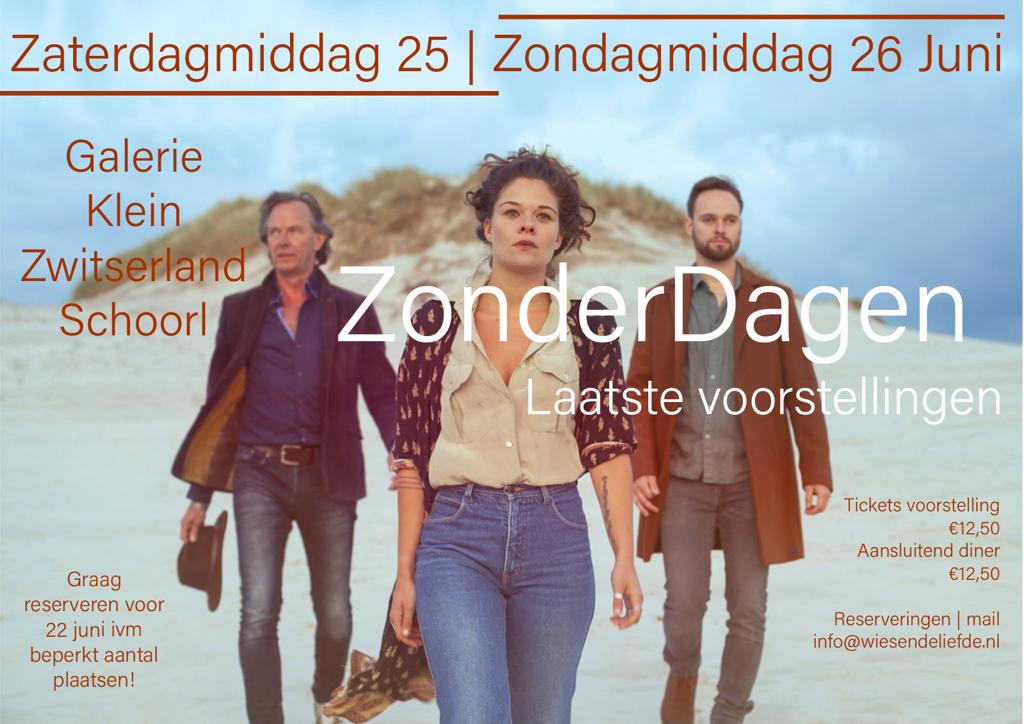 Zaterdagmiddag 25 | Zondagmiddag 26 Juni
Galerie
Klein
Zwitserland
Schoorl
ZonderDagen
Laatste voorstellingen
Tickets voorstelling
€12,50
Aansluitend diner
€12,50
Reserveringen | mail
info@wiesendeliefde.nl
Graag
reserveren voor
22 juni ivm
beperkt aantal
plaatsen!